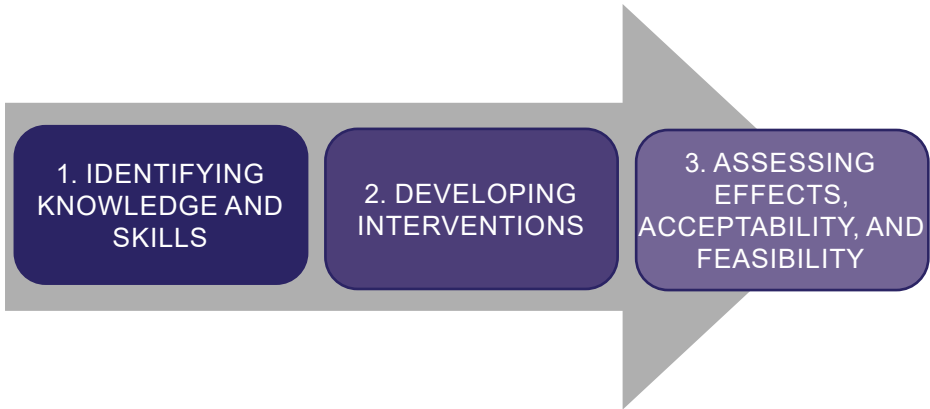 1. IDENTIFYING
KNOWLEDGE AND
SKILLS
2. DEVELOPING
INTERVENTIONS
3. ASSESSING
EFFECTS,
ACCEPTABILITY, AND
FEASIBILITY